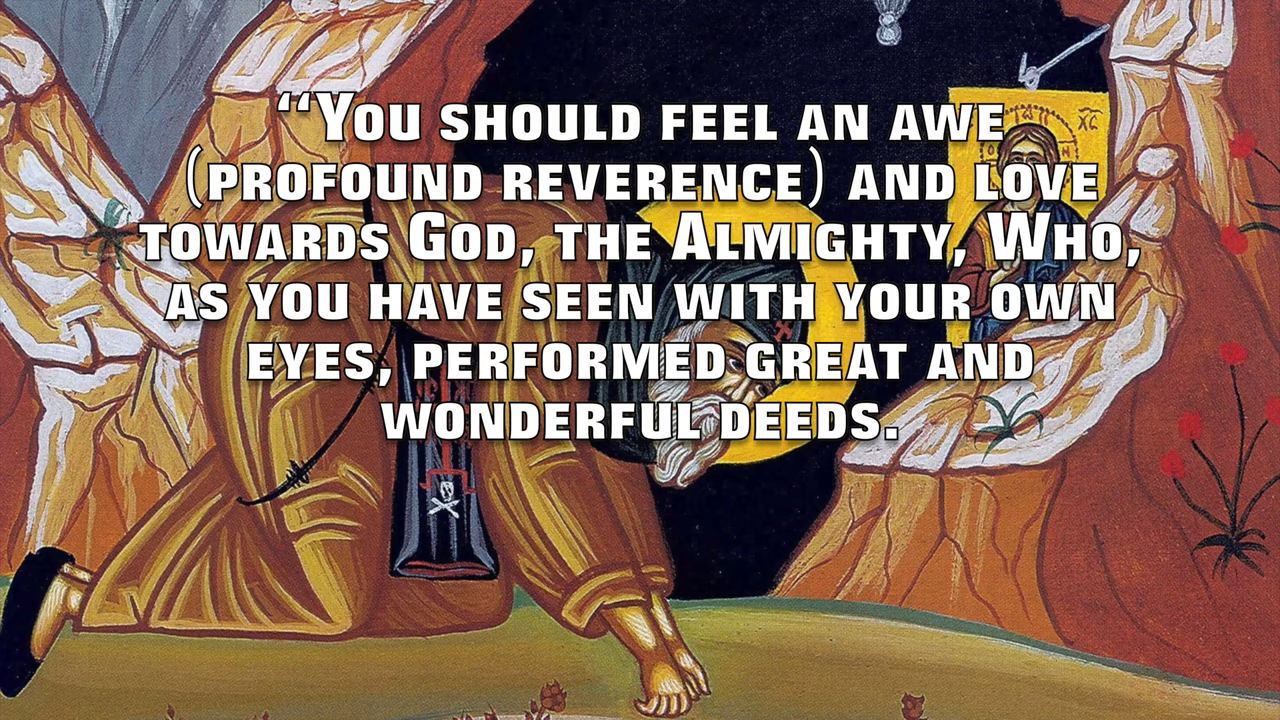 “You should feel an awe
(profound reverence) and love
towards God, the Almighty, Who,
as you have seen with your own
eyes, performed great and
wonderful deeds.
ΧC
Ο Ν